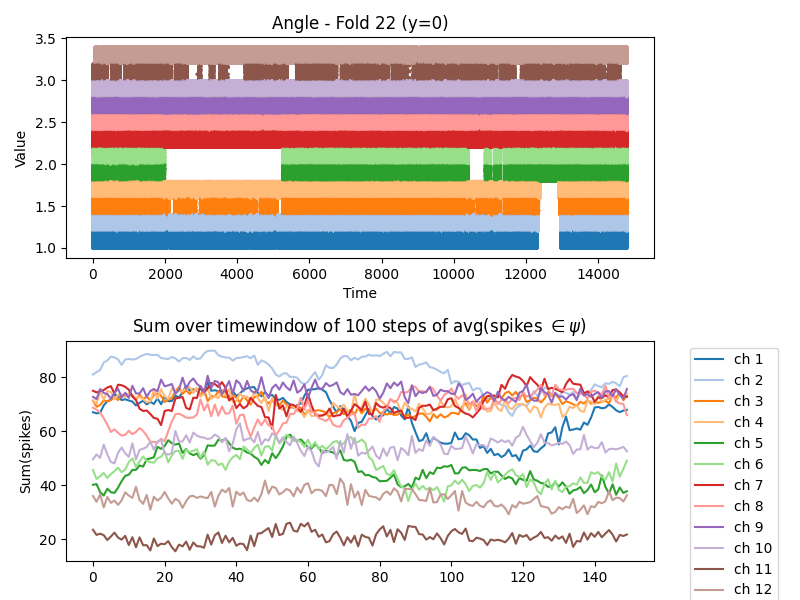 Angle - Fold 22 (y=0)
3.5
3.0
2.5
2.0
1.5
1.0
Value
0 2000 4000 6000 8000 10000 12000 14000
Time
Sum over timewindow of 100 steps of avg(spikes ∈ψ)
80
60
40
20
Sum(spikes)
0 20 40 60 80 100 120 140
ch 1
ch 2
ch 3
ch 4
ch 5
ch 6
ch 7
ch 8
ch 9
ch 10
ch 11
ch 12